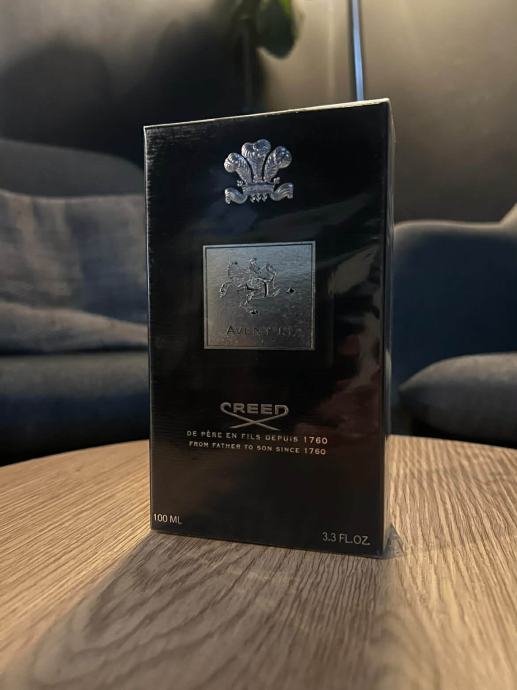 AVENTUS
CREED
DE PÈRE EN FILS DEPUIS 1760
FROM FATHER TO SON SINCE 1760
100 ML
3.3 FL.OZ.